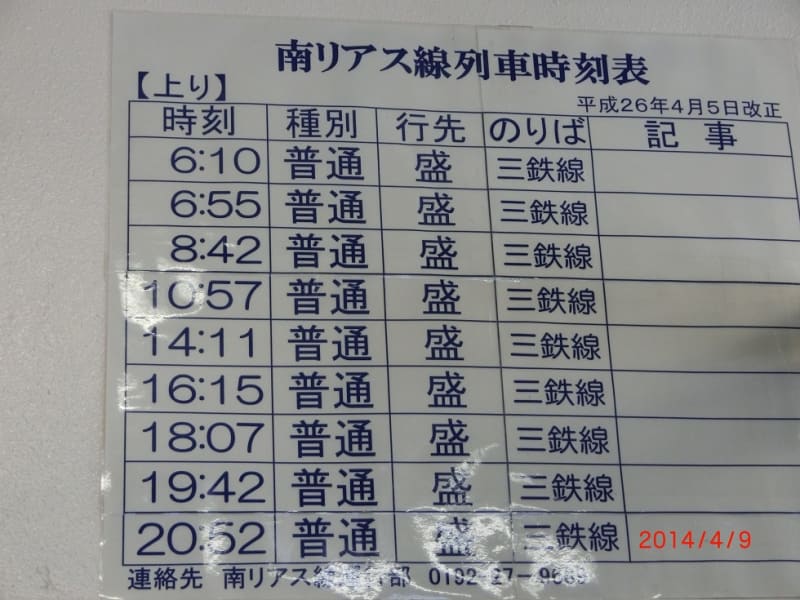 南リアス線列車時刻表
【上り】
平成26年4月5日改正
時刻 種別 行先 のりば 記事
6:10 普通 盛 三鉄線
6:55 普通 盛 三鉄線
8:42 普通 盛 三鉄線
10:57 普通 盛 三鉄線
14:11 普通 盛 三鉄線
16:15 普通 盛 三鉄線
18:07 普通 盛 三鉄線
19:42 普通 盛 三鉄線
20:52 普通 盛 三鉄線
2014/4/9
連絡先 南リアス線運行部 0192-27-9669